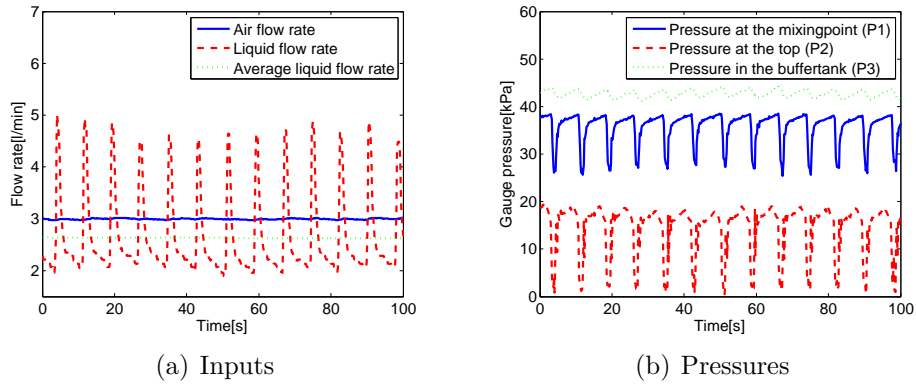 7
6
5
4
3
2
Flow rate[l/min]
Air flow rate
Liquid flow rate
Average liquid flow rate
0 20 40 60 80 100
Time[s]
(a) Inputs
60
50
40
30
20
10
0
Gauge pressure[kPa]
Pressure at the mixingpoint (P1)
Pressure at the top (P2)
Pressure in the buffertank (P3)
0 20 40 60 80 100
Time[s]
(b) Pressures